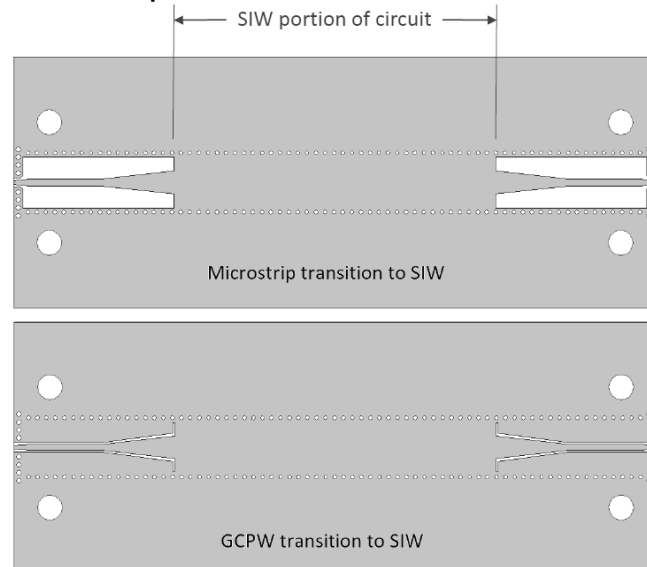 SIW portion of circuit
Microstrip transition to SIW
GCPW transition to SIW